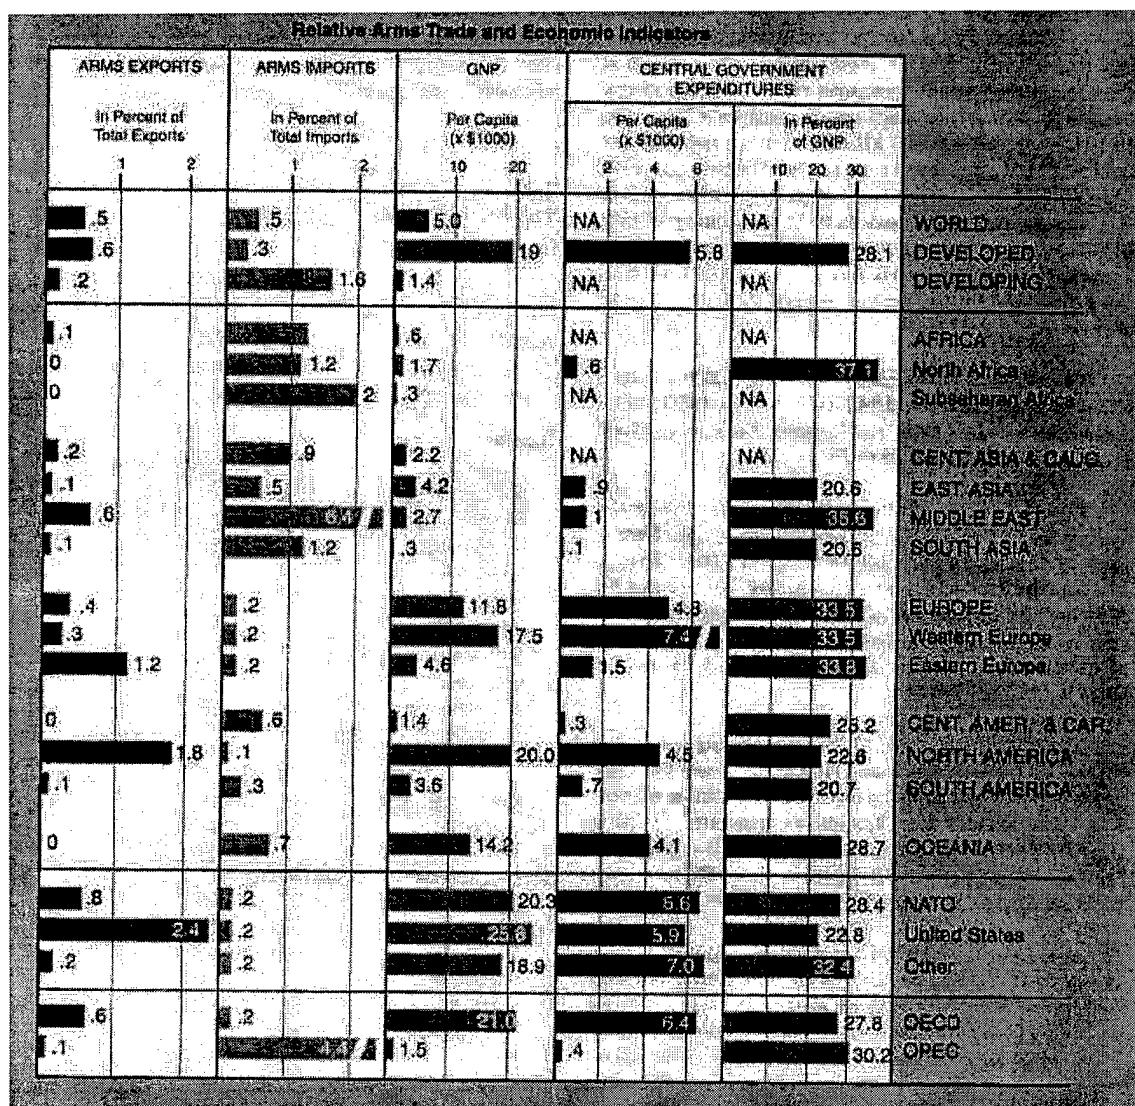 Relative Arms Trade and Economic Indicators
ARMS EXPORTS ARMS IMPORTS GNP CENTRAL GOVERNMENT
EXPENDITURES
In Percent of In Percent of Per Capita Per Capita In Percent
Total Exports Total Imports (x $1000) (x $1000) of GNP
1 2 1 2 10 20 2 4 6 10 20 30
.5 .5 5.0 NA NA WORLD
.6 .3 19 5.8 28.1 DEVELOPED
.2 1.6 1.4 NA NA DEVELOPING
.1 .6 NA NA AFRICA
0 1.2 1.7 .6 37.1 North Africa
0 2 .3 NA NA Subsaharan Africa
.2 .9 2.2 NA NA CENT. ASIA & CAUC.
.1 .5 4.2 .9 20.6 EAST ASIA
.6 2.7 1 MIDDLE EAST
.1 1.2 .3 .1 20.5 SOUTH ASIA
.4 .2 11.8 4.8 33.5 EUROPE
.3 .2 17.5 7.4 33.5 Western Europe
1.2 .2 4.6 1.5 33.8 Eastern Europe
0 .6 1.4 .3 25.2 CENT. AMER. & CAR.
1.8 .1 20.0 4.5 22.6 NORTH AMERICA
.1 .3 3.6 .7 20.7 SOUTH AMERICA
0 .7 14.2 4.1 28.7 OCEANIA
.8 .2 20.3 28.4 NATO
2.4 .2 25.6 5.9 22.8 United States
.2 .2 18.9 7.0 32.4 Other
.6 .2 21.0 6.4 27.8 OECD
.1 1.5 .4 30.2 OPEC